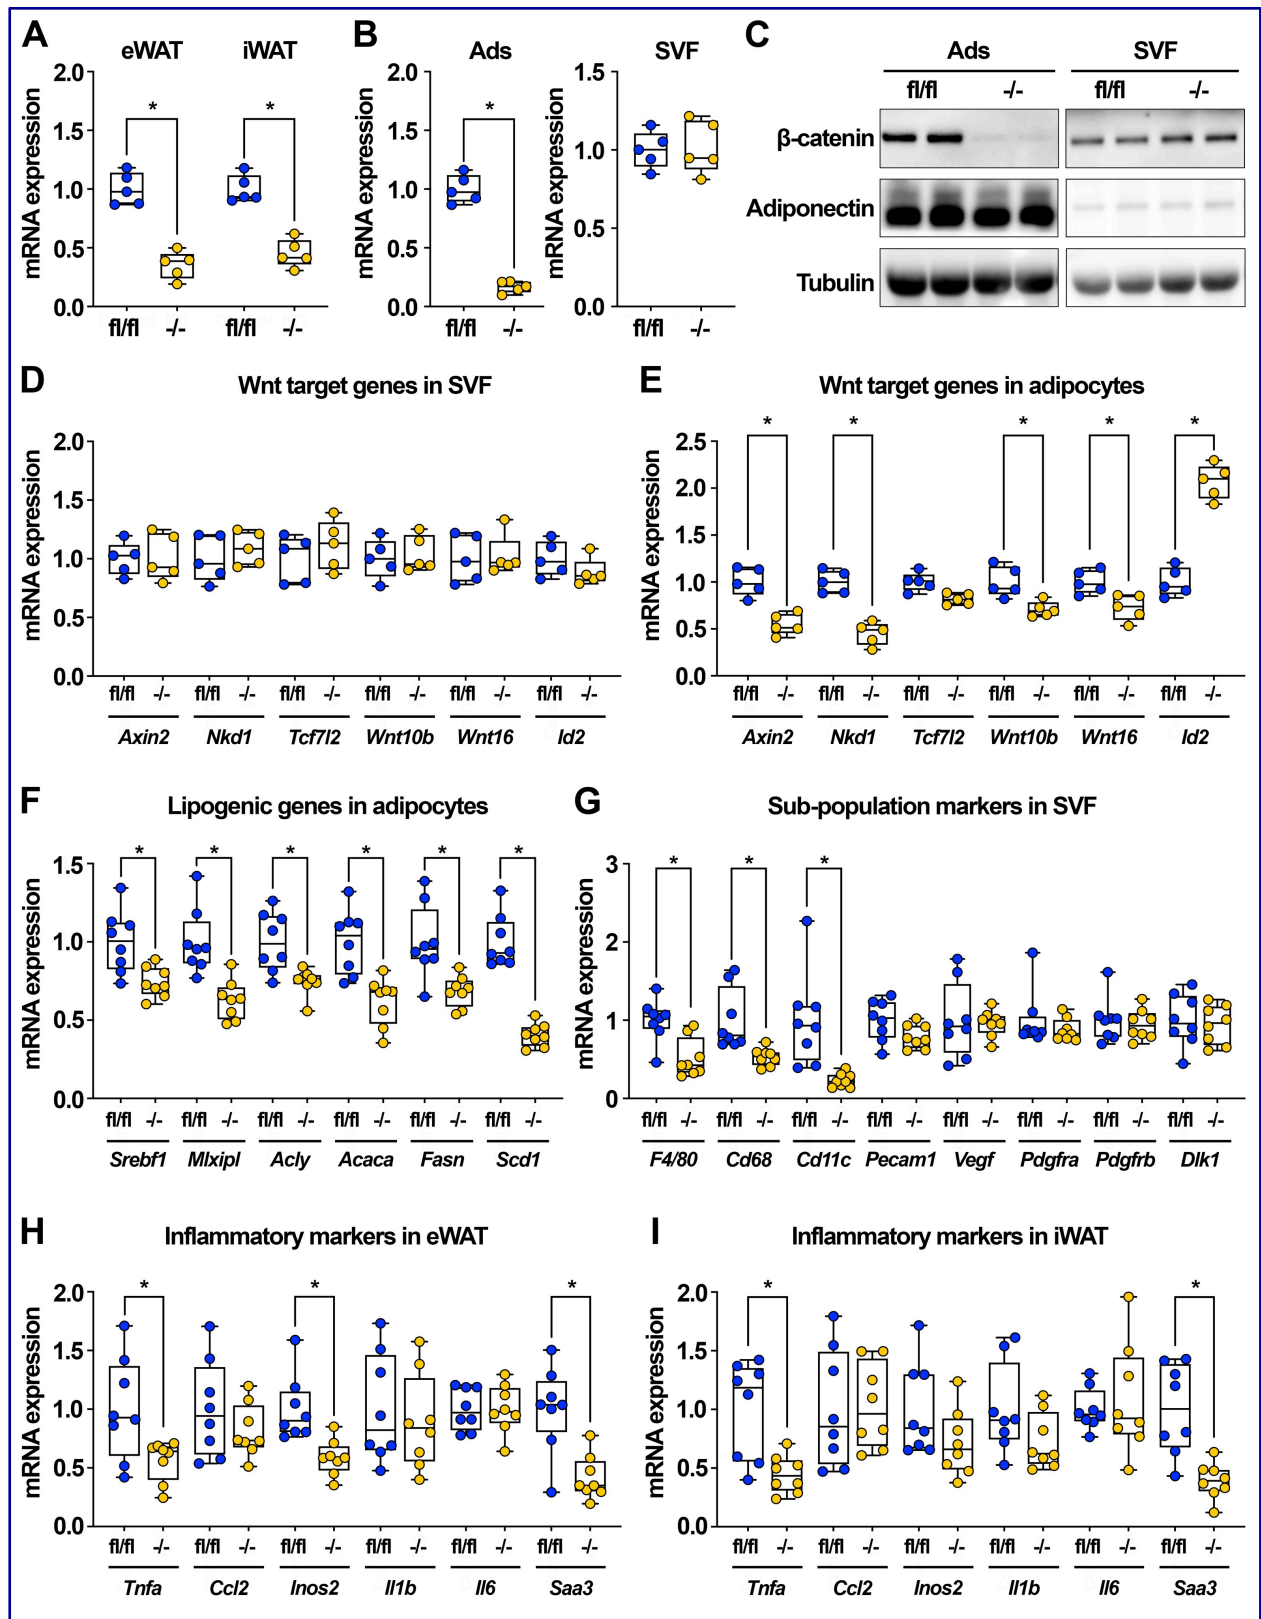 A
eWAT iWAT
mRNA expression
2.0
1.5
1.0
0.5
0.0
* *
fl/fl -/- fl/fl -/-
B
Ads SVF
mRNA expression
2.0
1.5
1.0
0.5
0.0
*
fl/fl -/-
mRNA expression
1.5
1.0
0.5
0.0
fl/fl -/-
C
Ads SVF
fl/fl -/- fl/fl -/-
β-catenin
Adiponectin
Tubulin
D
Wnt target genes in SVF
mRNA expression
2.0
1.5
1.0
0.5
0.0
fl/fl -/- fl/fl -/- fl/fl -/- fl/fl -/- fl/fl -/- fl/fl -/-
Axin2 Nkd1 Tcf7l2 Wnt10b Wnt16 Id2
E
Wnt target genes in adipocytes
mRNA expression
2.5
2.0
1.5
1.0
0.5
0.0
* * * * *
fl/fl -/- fl/fl -/- fl/fl -/- fl/fl -/- fl/fl -/- fl/fl -/-
Axin2 Nkd1 Tcf7l2 Wnt10b Wnt16 Id2
F
Lipogenic genes in adipocytes
mRNA expression
1.5
1.0
0.5
0.0
* * * * * *
fl/fl -/- fl/fl -/- fl/fl -/- fl/fl -/- fl/fl -/- fl/fl -/-
Srebf1 Mlxipl Acly Acaca Fasn Scd1
G
Sub-population markers in SVF
mRNA expression
3
2
1
0
* * *
fl/fl -/- fl/fl -/- fl/fl -/- fl/fl -/- fl/fl -/- fl/fl -/- fl/fl -/- fl/fl -/-
F4/80 Cd68 Cd11c Pecam1 Vegf Pdgfra Pdgfrb Dlk1
H
Inflammatory markers in eWAT
mRNA expression
2.0
1.5
1.0
0.5
0.0
* * *
fl/fl -/- fl/fl -/- fl/fl -/- fl/fl -/- fl/fl -/- fl/fl -/-
Tnfa Ccl2 Inos2 Il1b Il6 Saa3
I
Inflammatory markers in iWAT
mRNA expression
2.0
1.5
1.0
0.5
0.0
* *
fl/fl -/- fl/fl -/- fl/fl -/- fl/fl -/- fl/fl -/- fl/fl -/-
Tnfa Ccl2 Inos2 Il1b Il6 Saa3